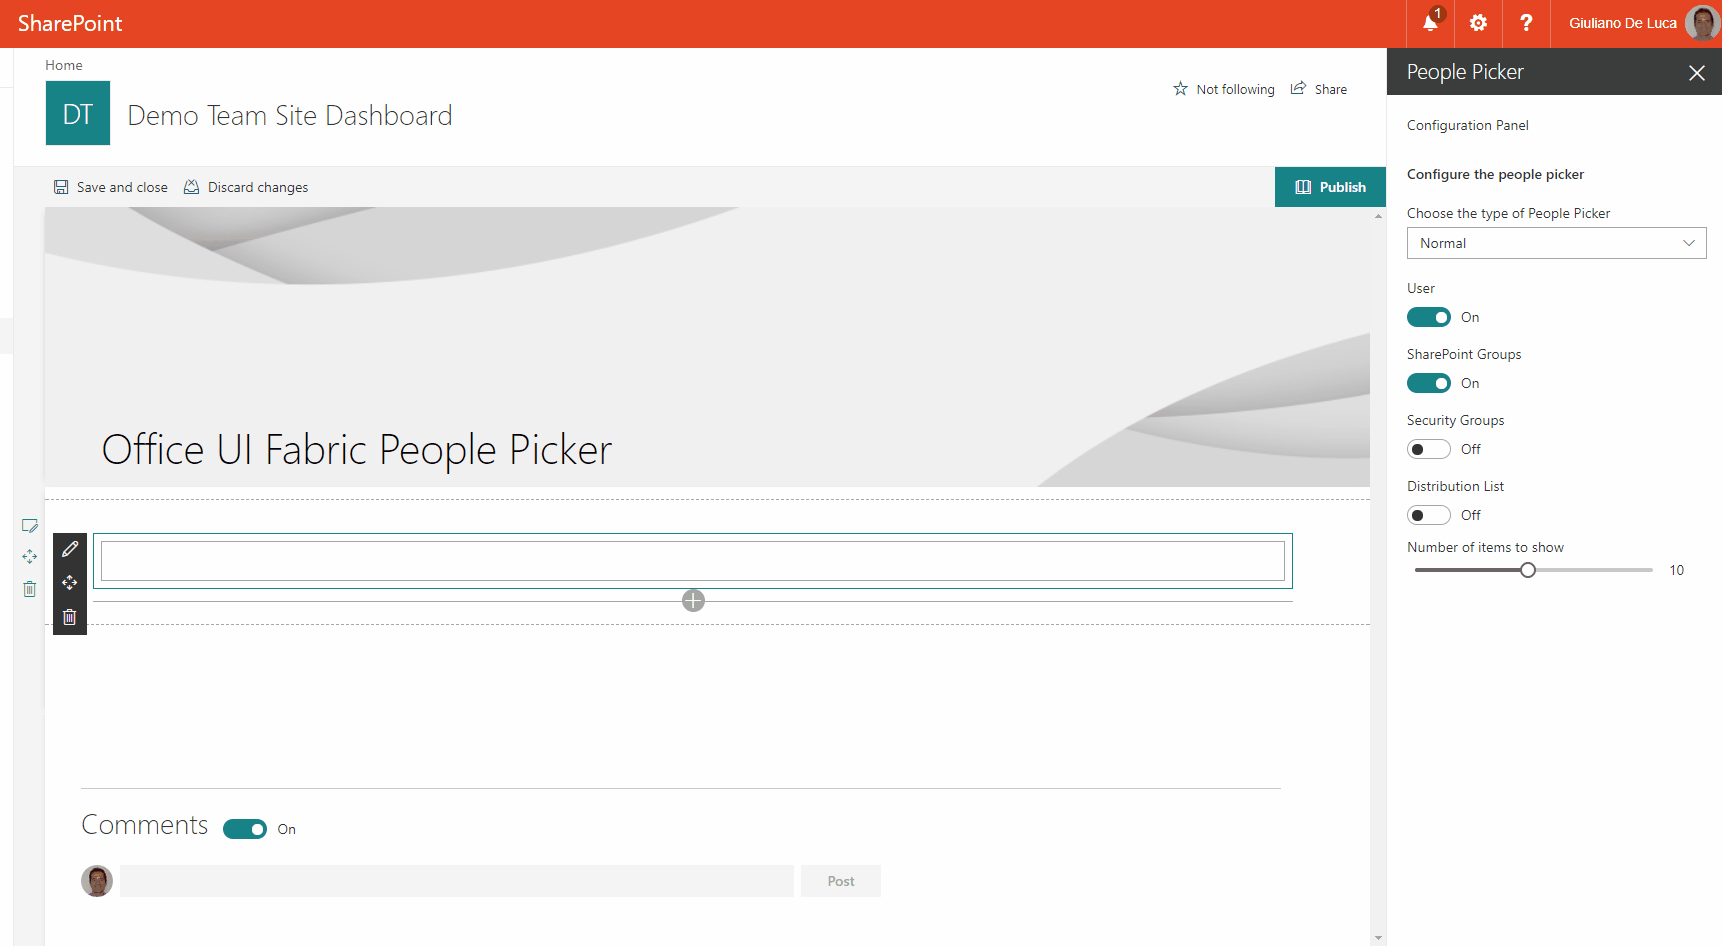 SharePoint
1
?
Giuliano De Luca
Home
DT
Demo Team Site Dashboard
Not following
Share
Save and close
Discard changes
Publish
Office UI Fabric People Picker
Comments
On
Post
People Picker
Configuration Panel
Configure the people picker
Choose the type of People Picker
Normal
User
On
SharePoint Groups
On
Security Groups
Off
Distribution List
Off
Number of items to show
10